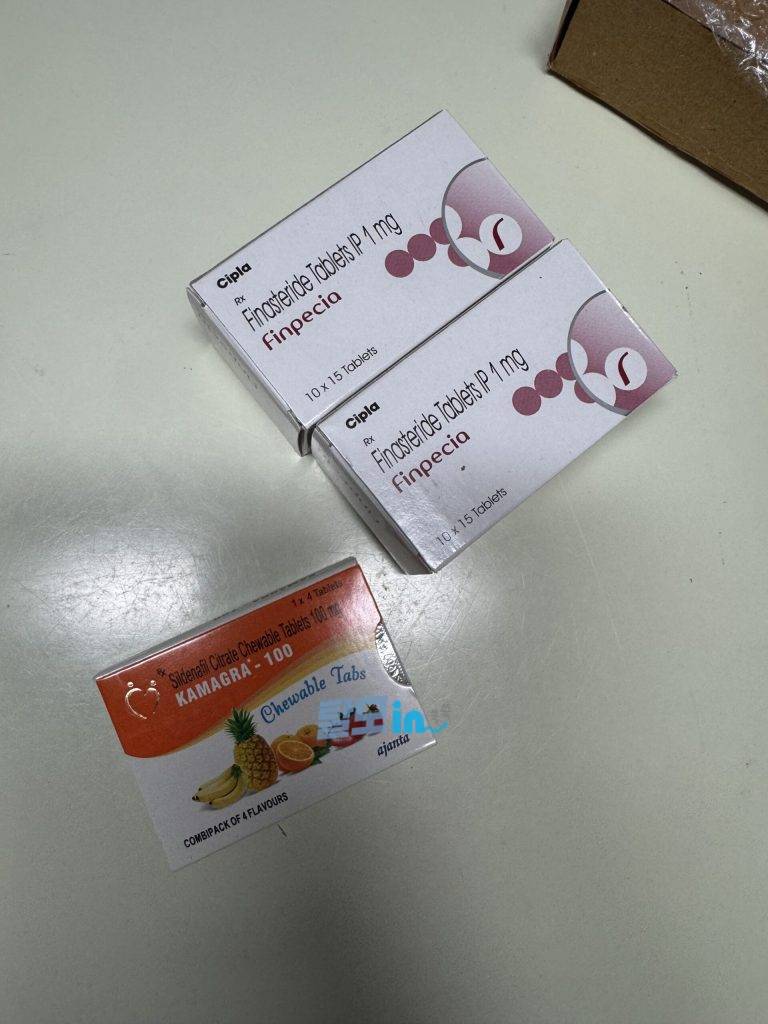 Cipla
Rx
Finasteride Tablets IP 1 mg
Finpecia
10 x 15 Tablets
Cipla
Rx
Finasteride Tablets IP 1 mg
Finpecia
10 x 15 Tablets
1 x 4 Tablets
Rx
Sildenafil Citrate Chewable Tablets 100 mg
KAMAGRA® - 100
Chewable Tabs
in
ajanta
COMBIPACK OF 4 FLAVOURS